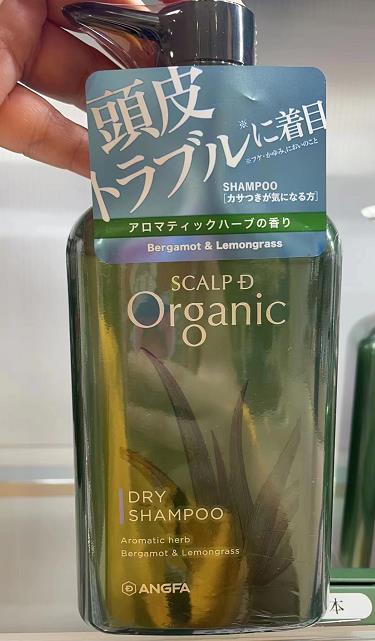 頭皮
トラブル※に着目
※フケ・かゆみ、においのこと
SHAMPOO
[カサつきが気になる方]
アロマティックハーブの香り
Bergamot & Lemongrass
SCALP D
Organic
DRY
SHAMPOO
Aromatic herb
Bergamot & Lemongrass
ANGFA
本